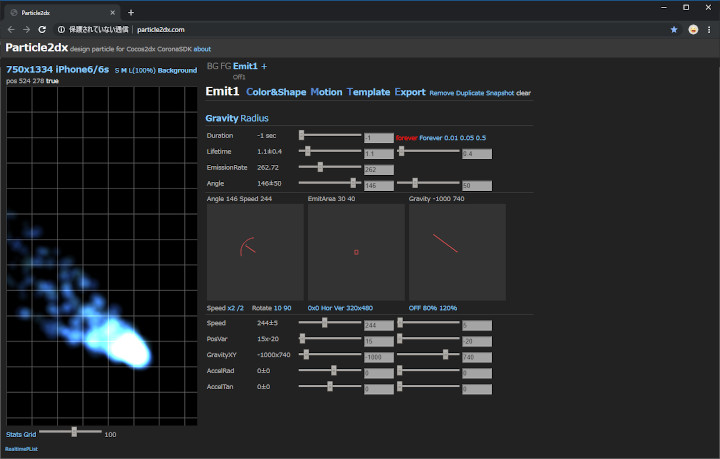 Particle2dx
保護されていない通信
particle2dx.com
Particle2dx design particle for Cocos2dx CoronaSDK about
750x1334 iPhone6/6s S M L(100%) Background
pos 524 278 true
BG FG Emit1 +
Off1
Emit1 Color&Shape Motion Template Export Remove Duplicate Snapshot clear
Gravity Radius
Duration -1 sec -1 forever Forever 0.01 0.05 0.5
Lifetime 1.1±0.4 1.1 0.4
EmissionRate 262.72 262
Angle 146±50 146 50
Angle 146 Speed 244 EmitArea 30 40 Gravity -1000 740
Speed x2 /2 Rotate 10 90 0x0 Hor Ver 320x480 OFF 80% 120%
Speed 244±5 244 5
PosVar 15x-20 15 -20
GravityXY -1000x740 -1000 740
AccelRad 0±0 0 0
AccelTan 0±0 0 0
Stats Grid 100
RealtimePList